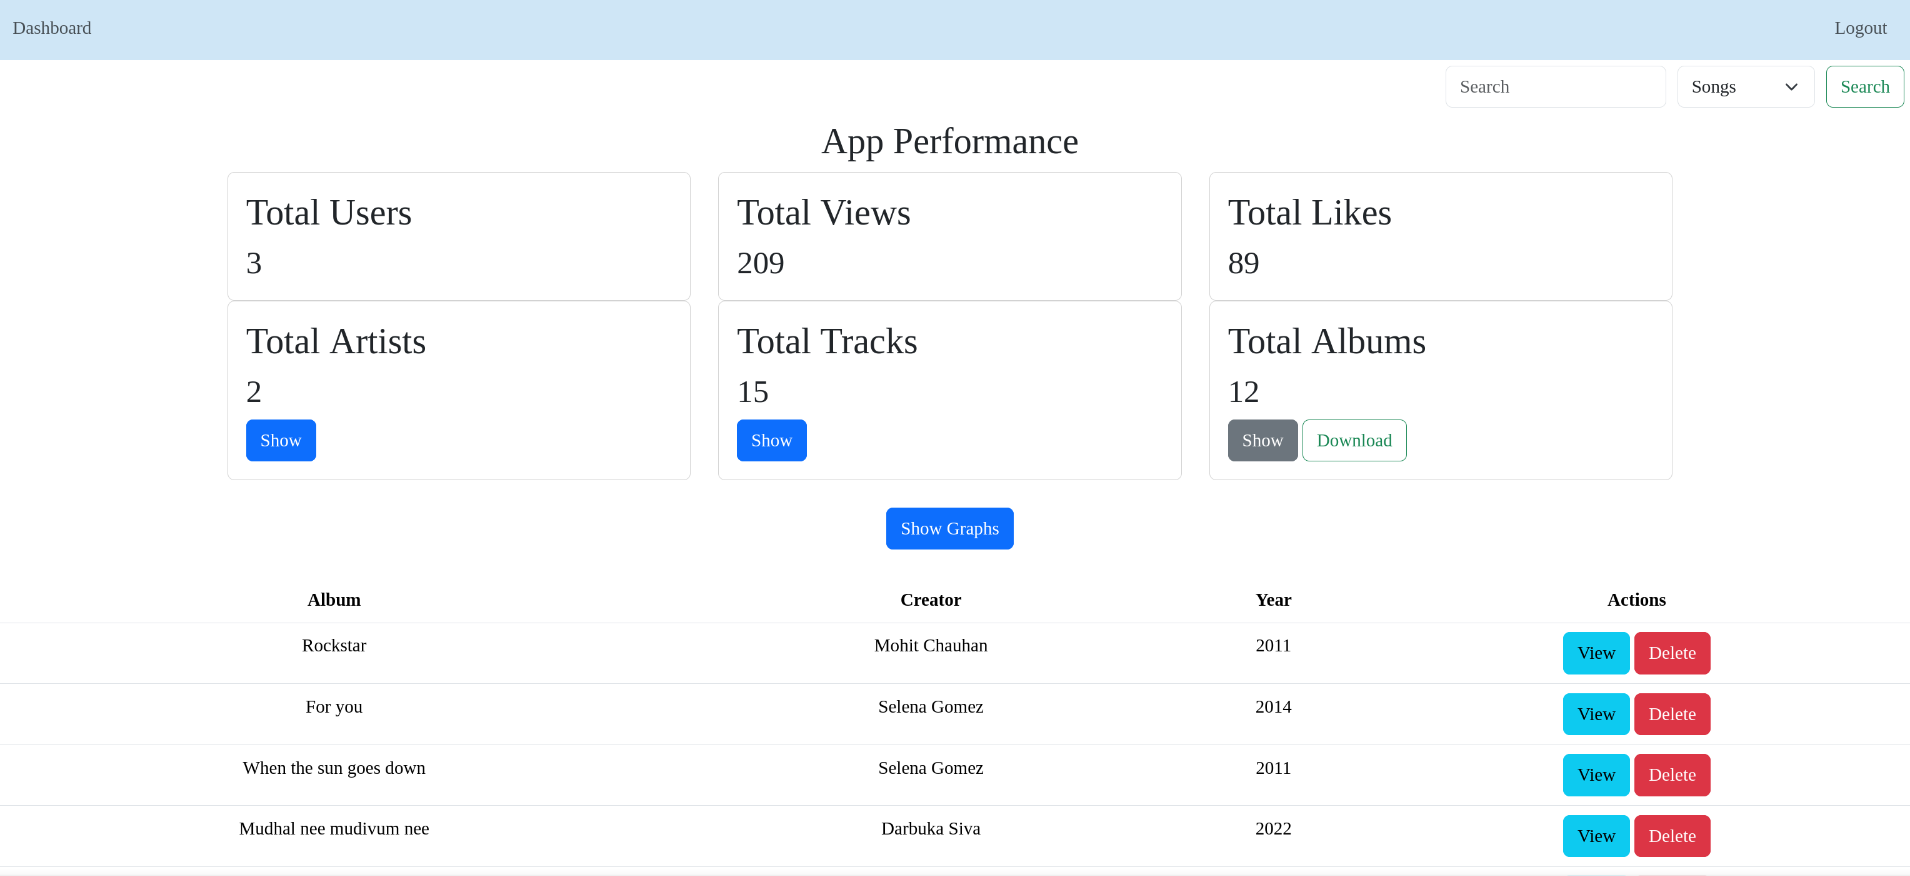 Dashboard Logout
Search Songs Search
App Performance
Total Users Total Views Total Likes
3 209 89
Total Artists Total Tracks Total Albums
2 15 12
Show Show Show Download
Show Graphs
Album Creator Year Actions
Rockstar Mohit Chauhan 2011 View Delete
For you Selena Gomez 2014 View Delete
When the sun goes down Selena Gomez 2011 View Delete
Mudhal nee mudivum nee Darbuka Siva 2022 View Delete